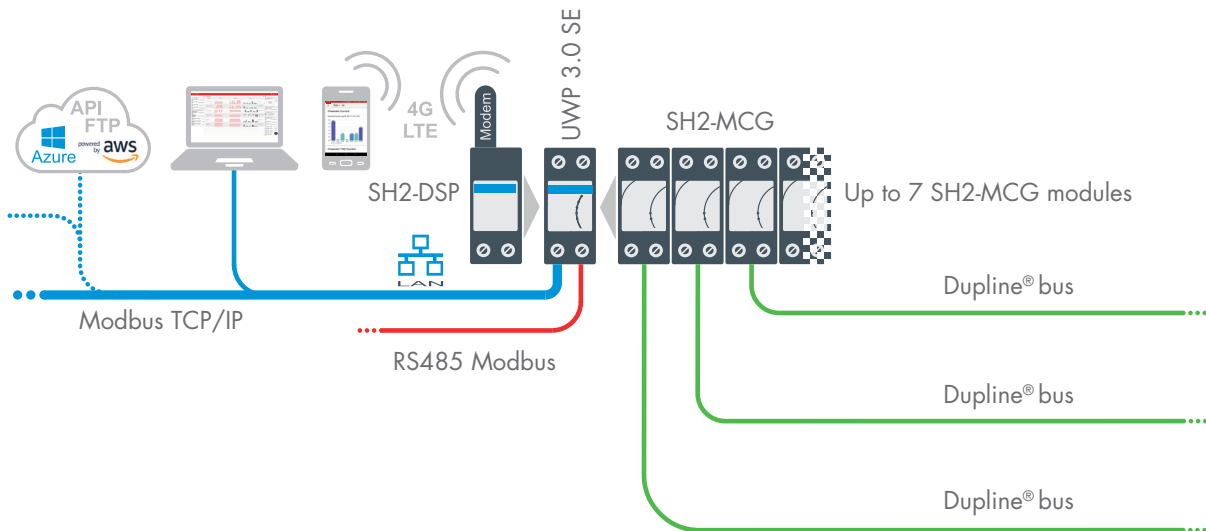 API
FTP
Azure
powered by aws
4G
LTE
Modem
UWP 3.0 SE
SH2-MCG
SH2-DSP
Up to 7 SH2-MCG modules
LAN
Modbus TCP/IP
RS485 Modbus
Dupline® bus
Dupline® bus
Dupline® bus